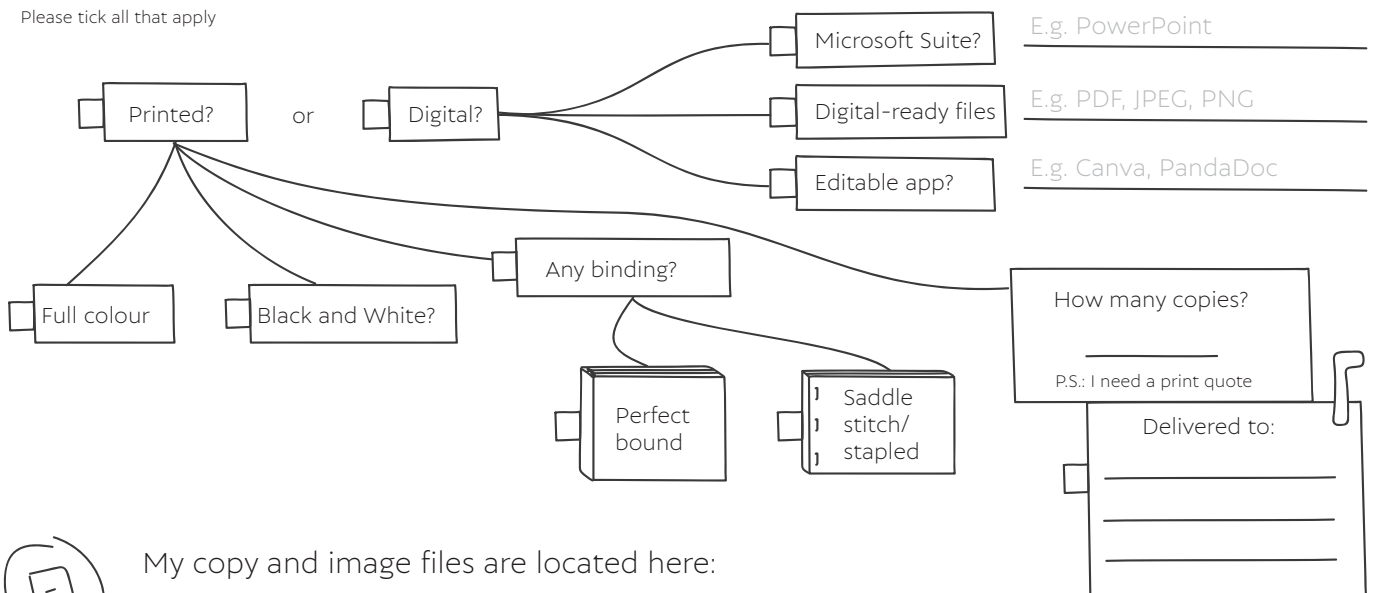 Please tick all that apply
Microsoft Suite?
E.g. PowerPoint
Printed?
or
Digital?
Digital-ready files
E.g. PDF, JPEG, PNG
Editable app?
E.g. Canva, PandaDoc
Full colour
Black and White?
Any binding?
How many copies?
P.S.: I need a print quote
Perfect
bound
Saddle
stitch/
stapled
Delivered to:
My copy and image files are located here: